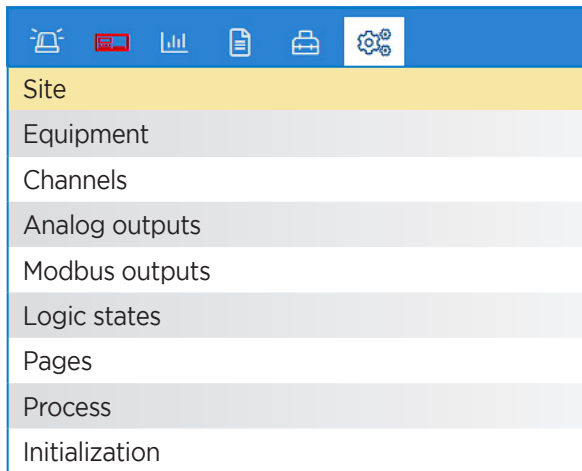 Site
Equipment
Channels
Analog outputs
Modbus outputs
Logic states
Pages
Process
Initialization